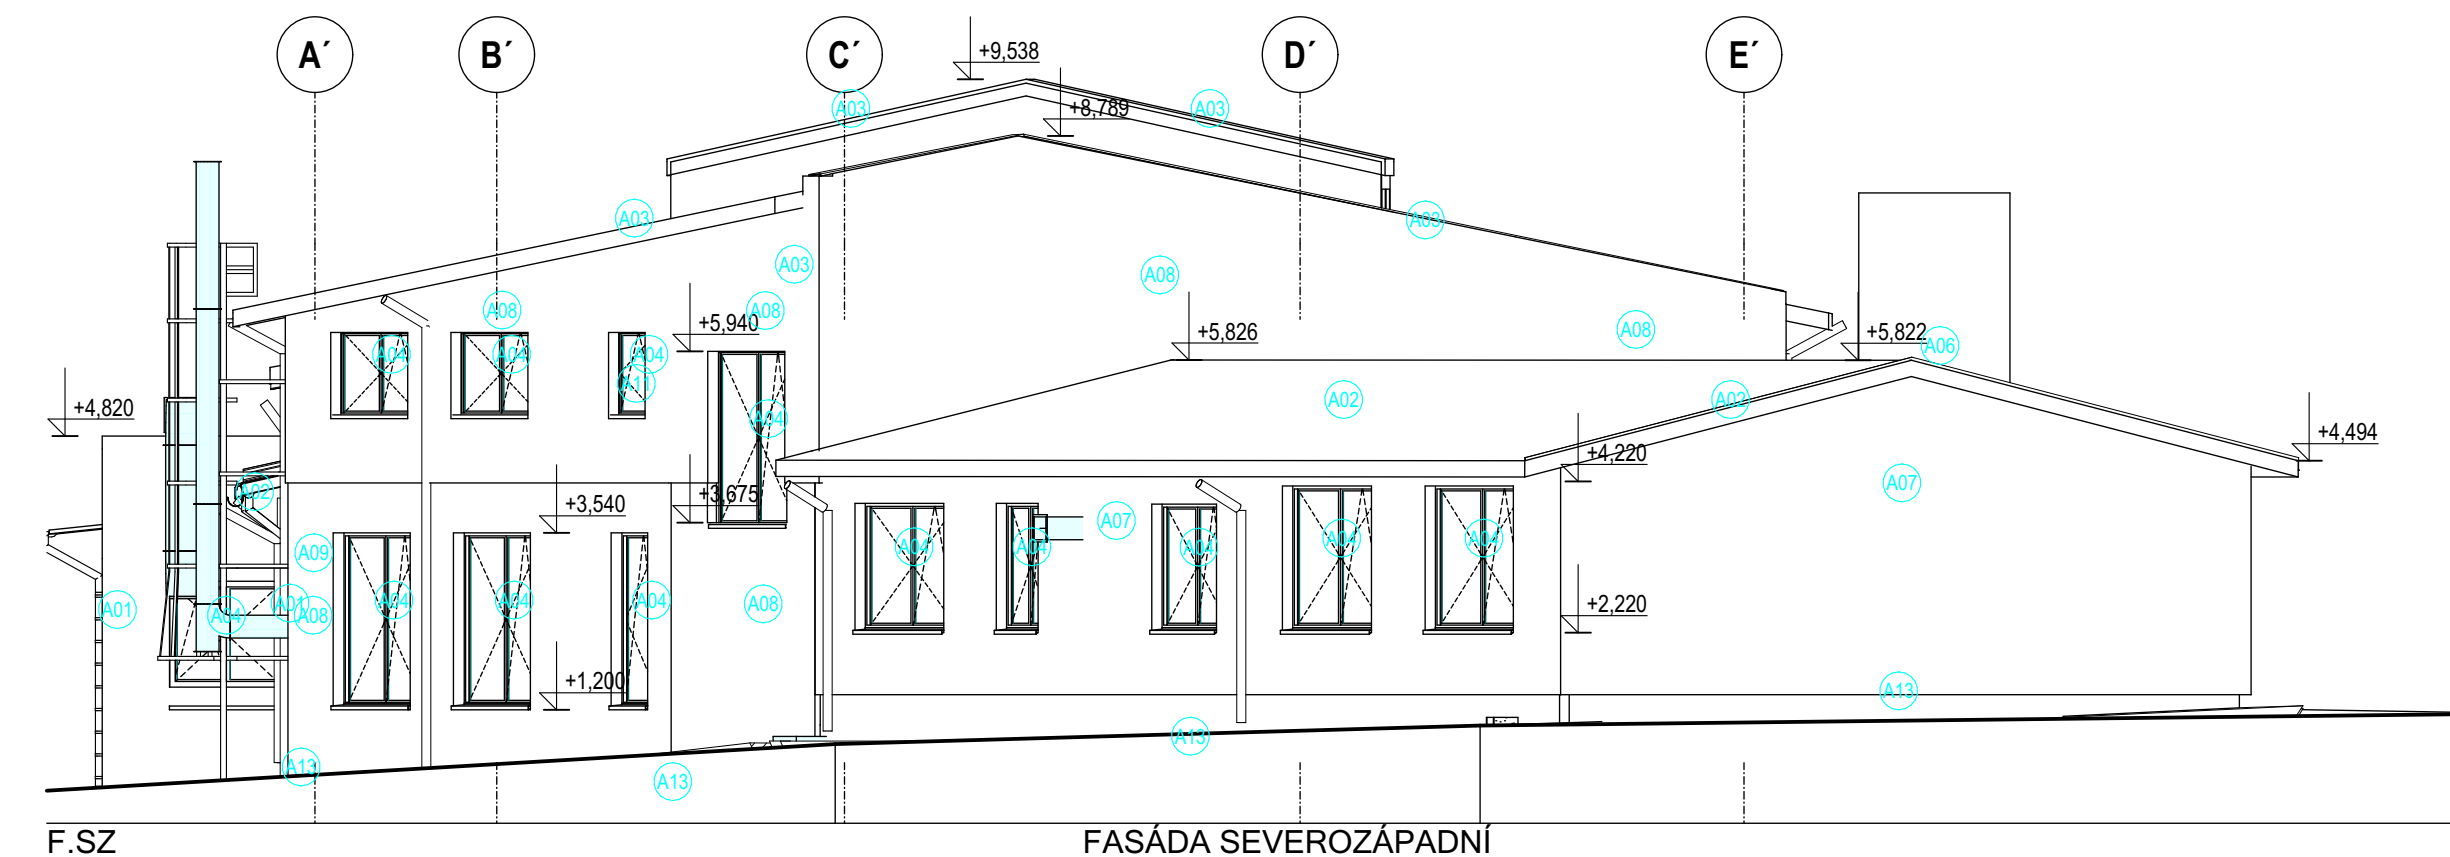 A´ B´ C´ D´ E´
+9,538
A03 +8,789 A03
A03 A03
A03 A08
A08 A08 +5,940 +5,826 A08 +5,822 A06
A04 A04 A04
A11
+4,820 A04 A02 A02 +4,494
+4,220
A02 +3,540 +3,675 A07 A07
A09 A04 A04 A04 A04 A04
A01 A04 A01 A08 A04 A04 A04 A08 +2,220
+1,200 A13
A13 A13 A13
F.SZ FASÁDA SEVEROZÁPADNÍ